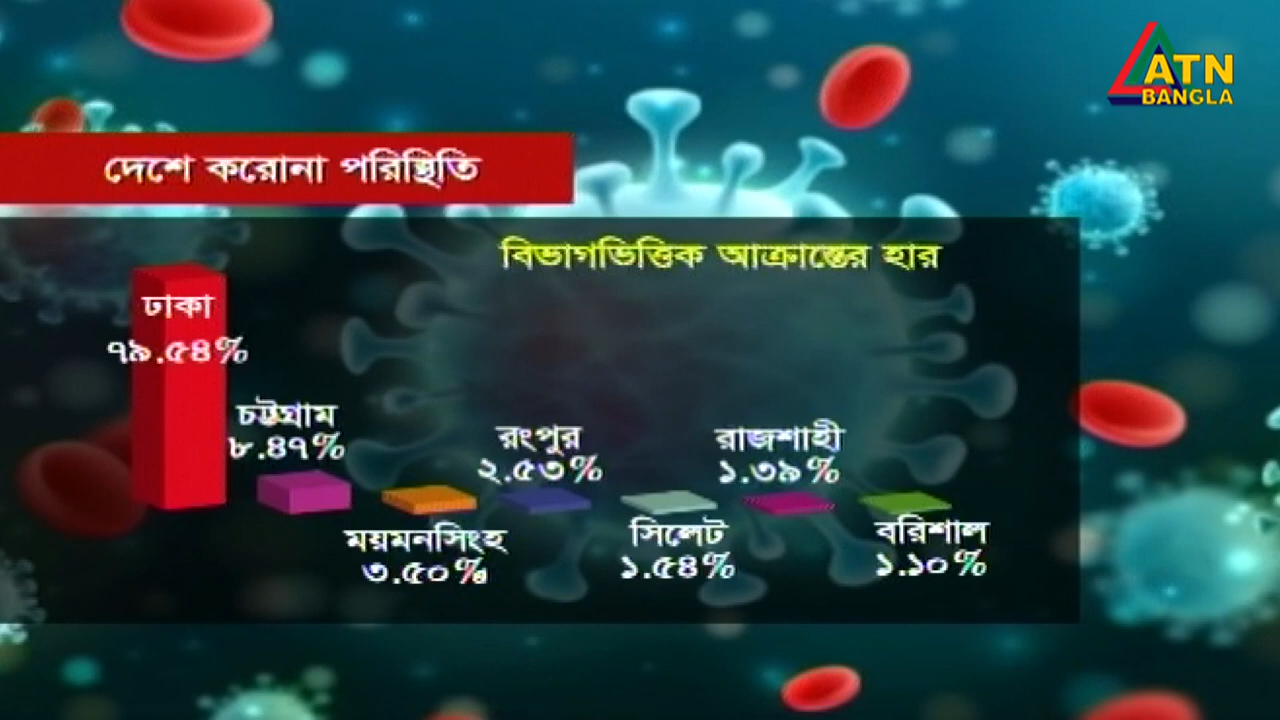 ATN
BANGLA
দেশে করোনা পরিস্থিতি
বিভাগভিত্তিক আক্রান্তের হার
ঢাকা
৭৯.৫৪%
চট্টগ্রাম
৮.৪৭%
ময়মনসিংহ
৩.৫০%
রংপুর
২.৫৩%
সিলেট
১.৫৪%
রাজশাহী
১.৩৯%
বরিশাল
১.১০%